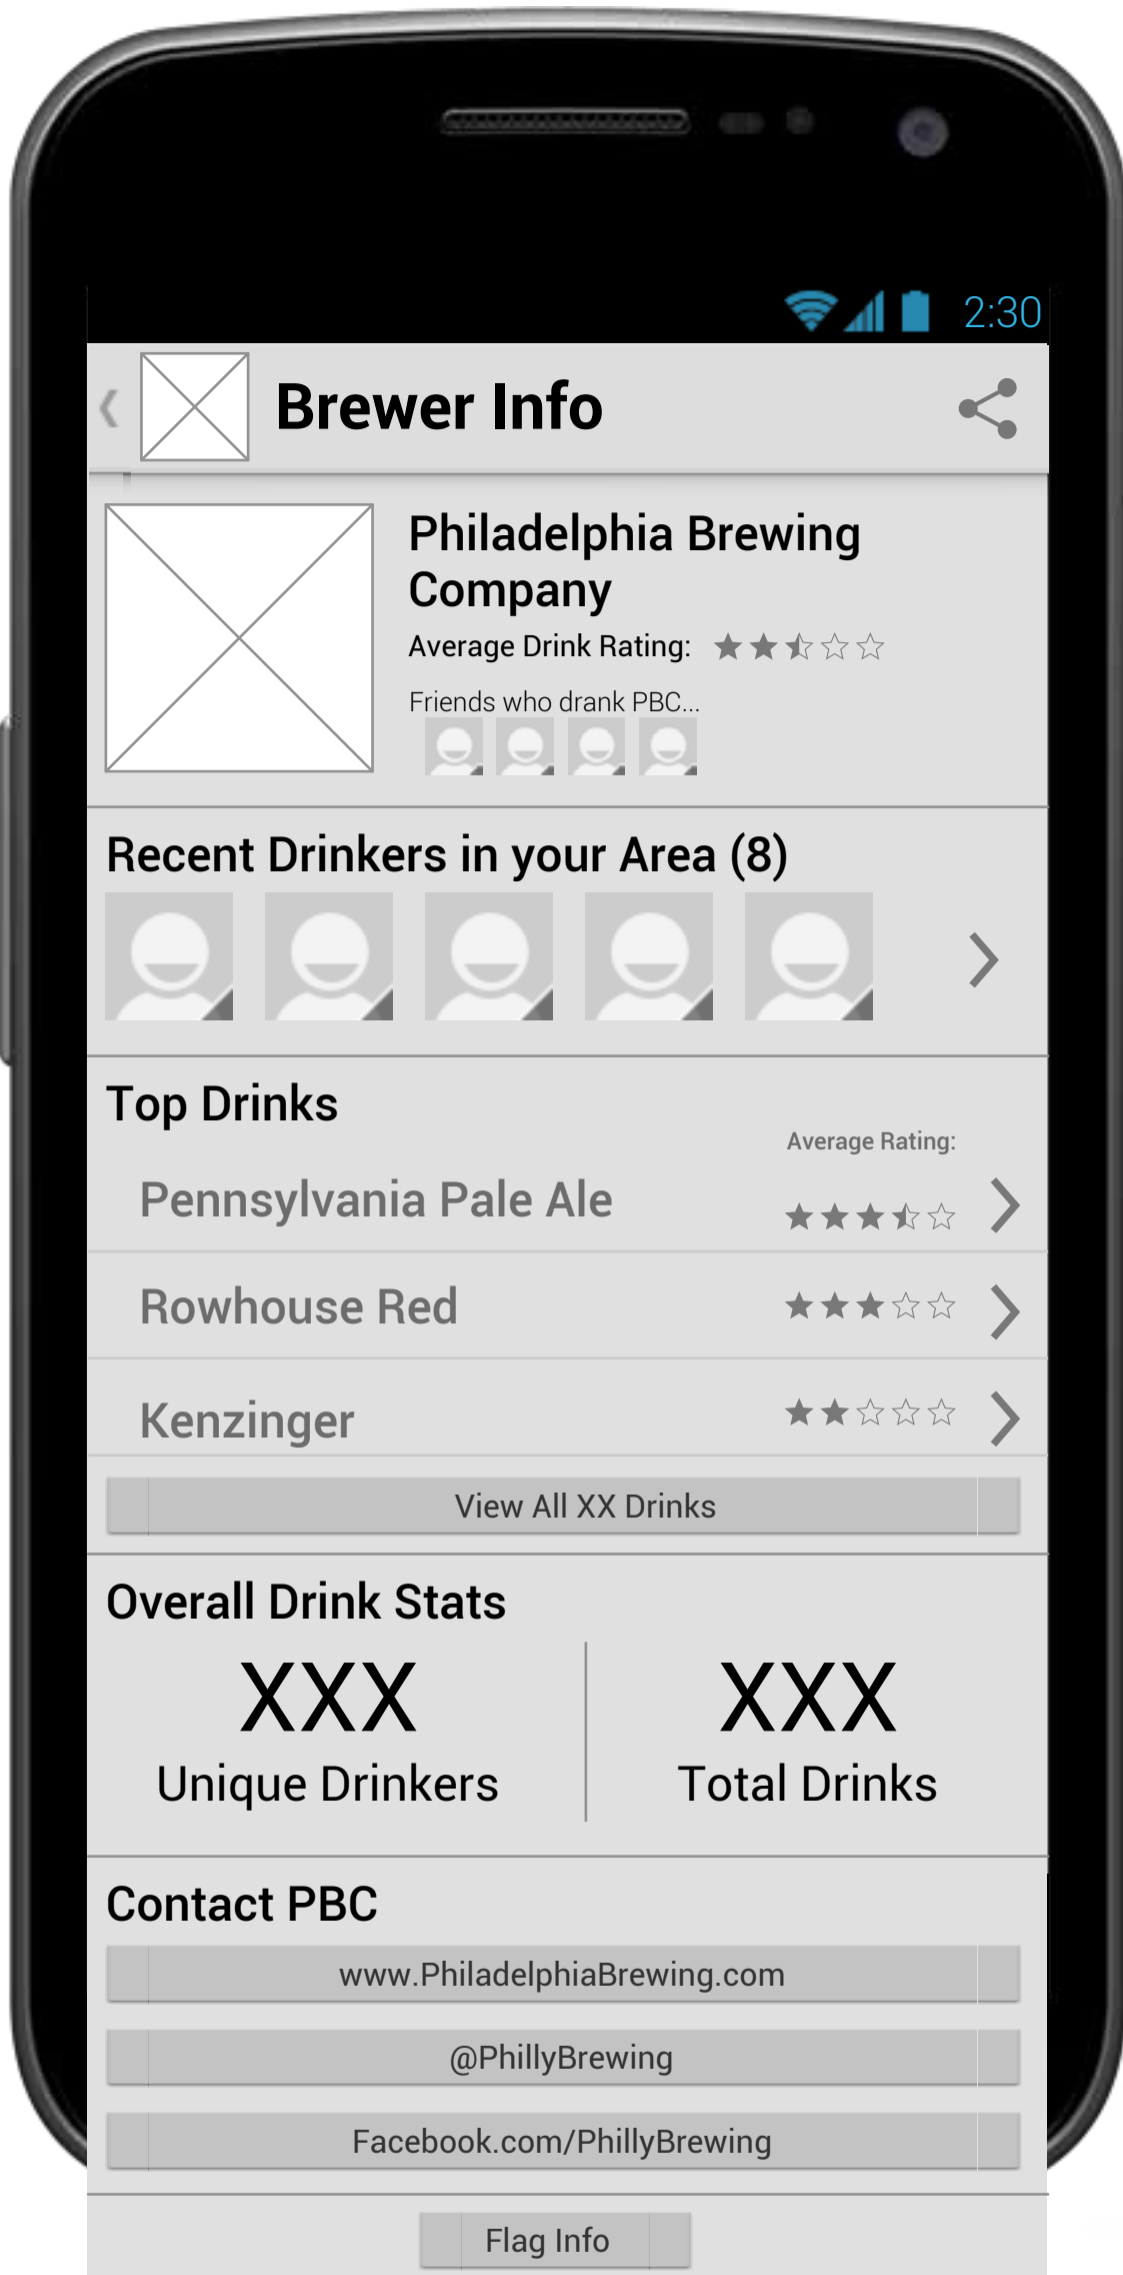 2:30
Brewer Info
Philadelphia Brewing
Company
Average Drink Rating:
Friends who drank PBC...
Recent Drinkers in your Area (8)
Top Drinks
Average Rating:
Pennsylvania Pale Ale
Rowhouse Red
Kenzinger
View All XX Drinks
Overall Drink Stats
XXX
Unique Drinkers
XXX
Total Drinks
Contact PBC
www.PhiladelphiaBrewing.com
@PhillyBrewing
Facebook.com/PhillyBrewing
Flag Info